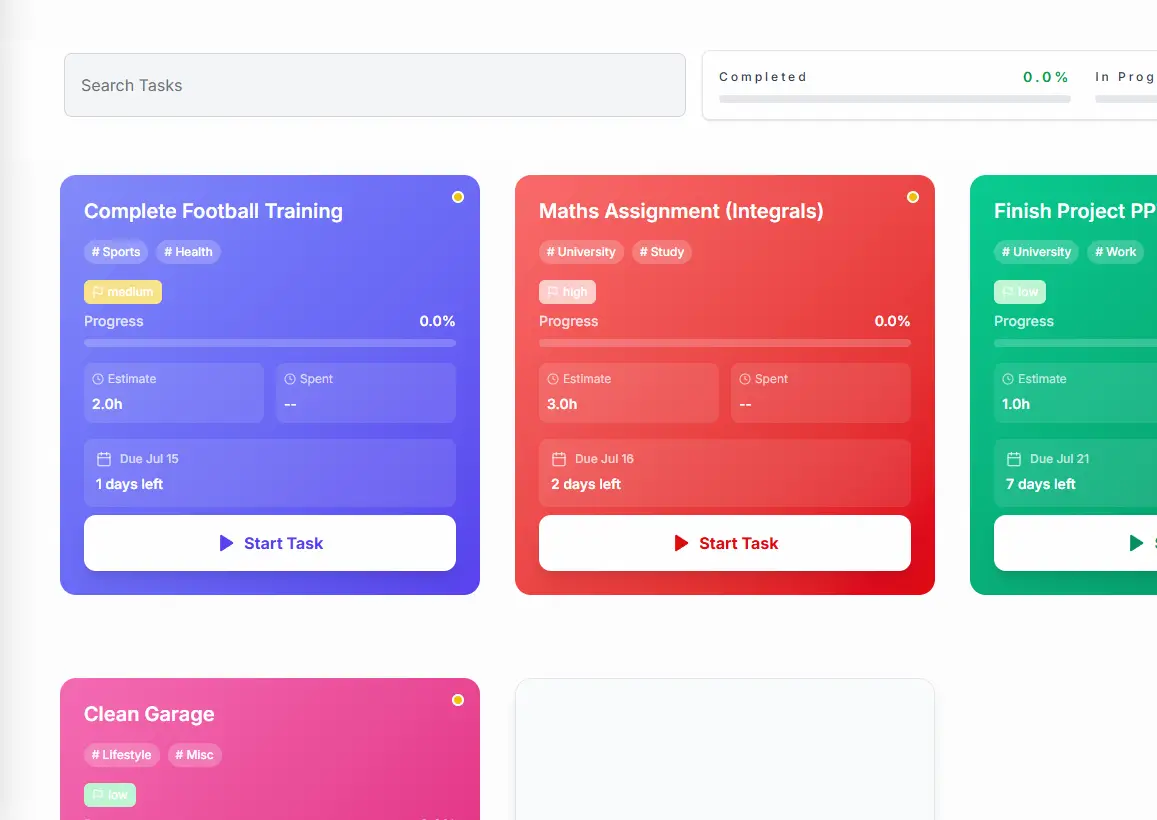 Search Tasks
Completed 0.0% In Prog
Complete Football Training
# Sports # Health
medium
Progress 0.0%
Estimate Spent
2.0h --
Due Jul 15
1 days left
Start Task
Maths Assignment (Integrals)
# University # Study
high
Progress 0.0%
Estimate Spent
3.0h --
Due Jul 16
2 days left
Start Task
Finish Project PP
# University # Work
low
Progress
Estimate
1.0h
Due Jul 21
7 days left
Clean Garage
# Lifestyle # Misc
low